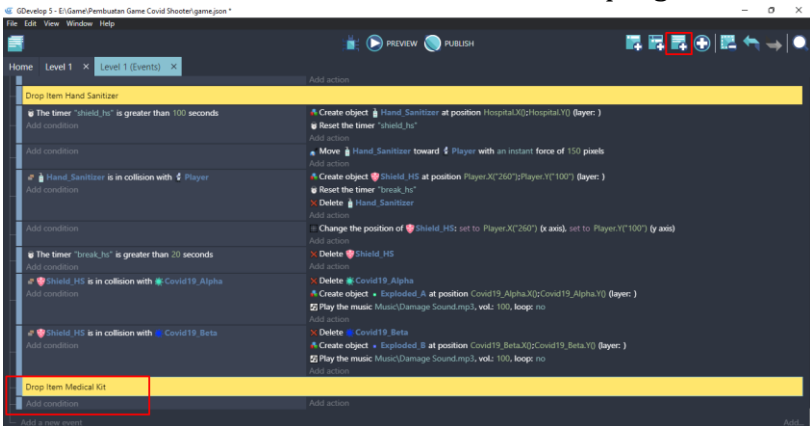 GDevelop 5 - E:\Game\Pembuatan Game Covid Shooter\game.json *
File Edit View Window Help
PREVIEW PUBLISH
Home Level 1 × Level 1 (Events) ×
Add action
Drop Item Hand Sanitizer
The timer "shield_hs" is greater than 100 seconds
Add condition
Create object Hand_Sanitizer at position Hospital.X();Hospital.Y() (layer: )
Reset the timer "shield_hs"
Add action
Add condition
Move Hand_Sanitizer toward Player with an instant force of 150 pixels
Add action
Hand_Sanitizer is in collision with Player
Add condition
Create object Shield_HS at position Player.X("260");Player.Y("100") (layer: )
Reset the timer "break_hs"
Delete Hand_Sanitizer
Add action
Add condition
Change the position of Shield_HS: set to Player.X("260") (x axis), set to Player.Y("100") (y axis)
Add action
The timer "break_hs" is greater than 20 seconds
Add condition
Delete Shield_HS
Add action
Shield_HS is in collision with Covid19_Alpha
Add condition
Delete Covid19_Alpha
Create object Exploded_A at position Covid19_Alpha.X();Covid19_Alpha.Y() (layer: )
Play the music Music\Damage Sound.mp3, vol.: 100, loop: no
Add action
Shield_HS is in collision with Covid19_Beta
Add condition
Delete Covid19_Beta
Create object Exploded_B at position Covid19_Beta.X();Covid19_Beta.Y() (layer: )
Play the music Music\Damage Sound.mp3, vol.: 100, loop: no
Add action
Drop Item Medical Kit
Add condition
Add action
Add a new event
Add...